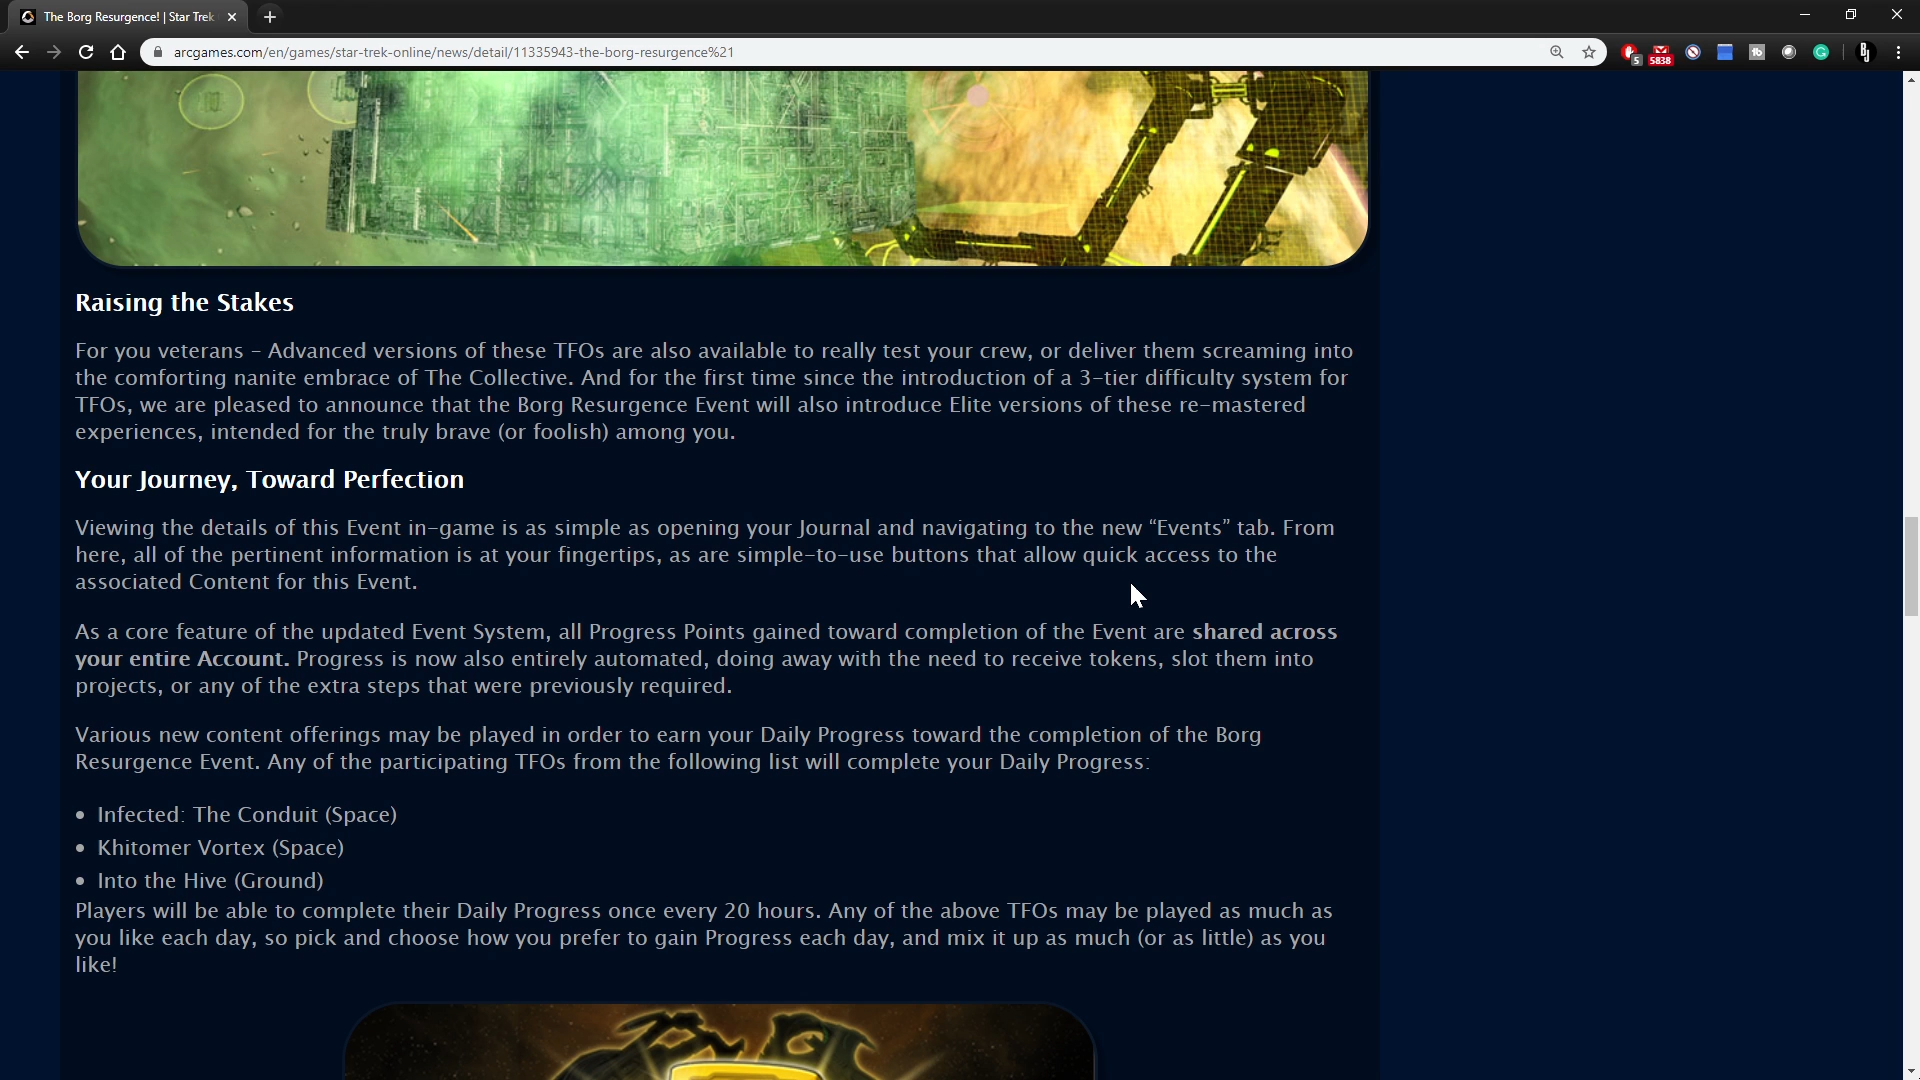 The Borg Resurgence! | Star Trek
arcgames.com/en/games/star-trek-online/news/detail/11335943-the-borg-resurgence%21
5
5838
fb
BJ
Raising the Stakes
For you veterans – Advanced versions of these TFOs are also available to really test your crew, or deliver them screaming into
the comforting nanite embrace of The Collective. And for the first time since the introduction of a 3-tier difficulty system for
TFOs, we are pleased to announce that the Borg Resurgence Event will also introduce Elite versions of these re-mastered
experiences, intended for the truly brave (or foolish) among you.
Your Journey, Toward Perfection
Viewing the details of this Event in-game is as simple as opening your Journal and navigating to the new “Events” tab. From
here, all of the pertinent information is at your fingertips, as are simple-to-use buttons that allow quick access to the
associated Content for this Event.
As a core feature of the updated Event System, all Progress Points gained toward completion of the Event are shared across
your entire Account. Progress is now also entirely automated, doing away with the need to receive tokens, slot them into
projects, or any of the extra steps that were previously required.
Various new content offerings may be played in order to earn your Daily Progress toward the completion of the Borg
Resurgence Event. Any of the participating TFOs from the following list will complete your Daily Progress:
• Infected: The Conduit (Space)
• Khitomer Vortex (Space)
• Into the Hive (Ground)
Players will be able to complete their Daily Progress once every 20 hours. Any of the above TFOs may be played as much as
you like each day, so pick and choose how you prefer to gain Progress each day, and mix it up as much (or as little) as you
like!